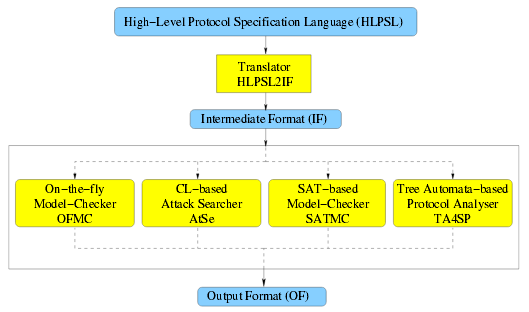 High-Level Protocol Specification Language (HLPSL)
Translator
HLPSL2IF
Intermediate Format (IF)
On-the-fly
Model-Checker
OFMC
CL-based
Attack Searcher
AtSe
SAT-based
Model-Checker
SATMC
Tree Automata-based
Protocol Analyser
TA4SP
Output Format (OF)